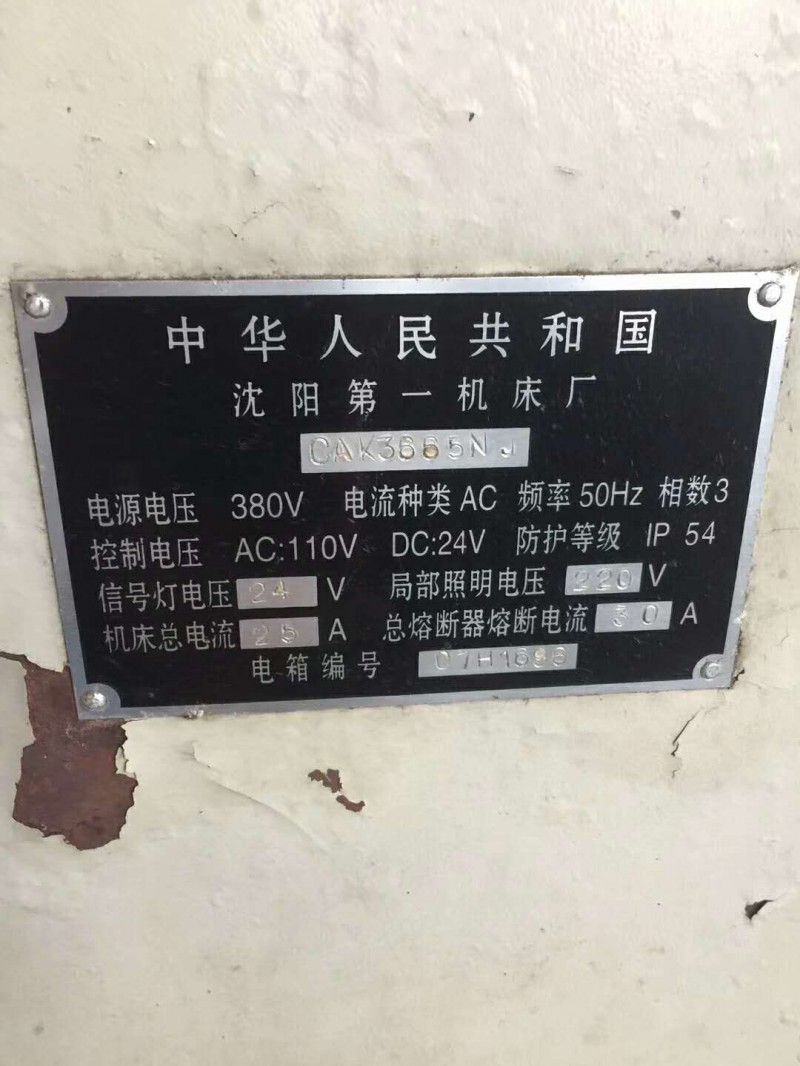 中华人民共和国
沈阳第一机床厂
CAK3665NJ
电源电压 380V 电流种类 AC 频率 50Hz 相数3
控制电压 AC:110V DC:24V 防护等级 IP 54
信号灯电压 24 V 局部照明电压 220 V
机床总电流 25 A 总熔断器熔断电流 30 A
电箱编号 07H1686